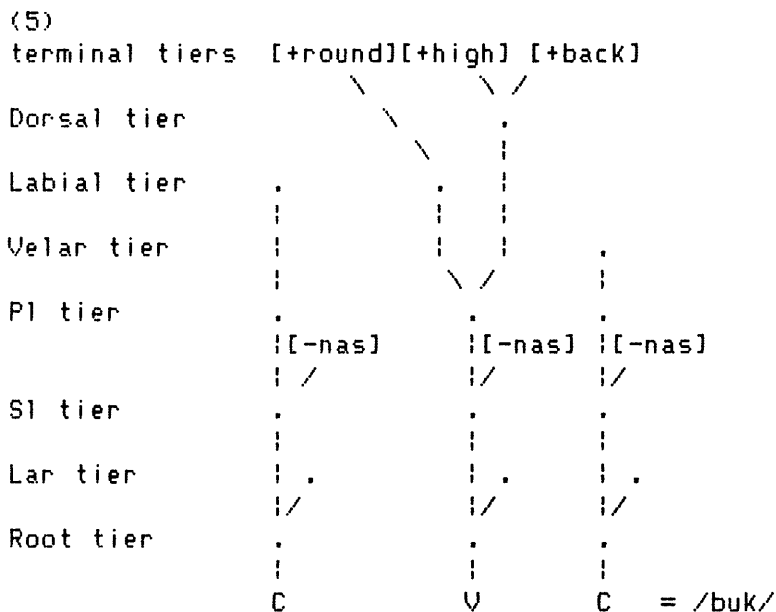 (5)
terminal tiers [+round][+high] [+back]
Dorsal tier
Labial tier
Velar tier
Pl tier
[-nas] [-nas] [-nas]
Sl tier
Lar tier
Root tier
C V C = /buk/